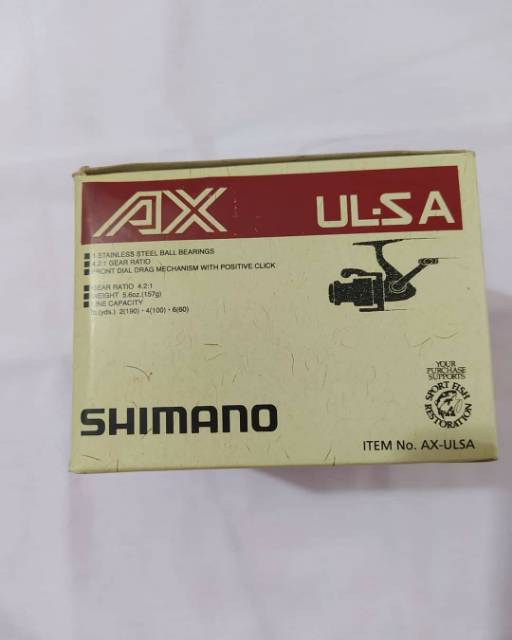 AX UL·SA
1 STAINLESS STEEL BALL BEARINGS
4.2:1 GEAR RATIO
FRONT DIAL DRAG MECHANISM WITH POSITIVE CLICK
GEAR RATIO 4.2:1
WEIGHT 5.6oz.(157g)
LINE CAPACITY
(yds.) 2(190)・4(100)・6(60)
YOUR
PURCHASE
SUPPORTS
SPORT FISH
RESTORATION
SHIMANO
ITEM No. AX-ULSA